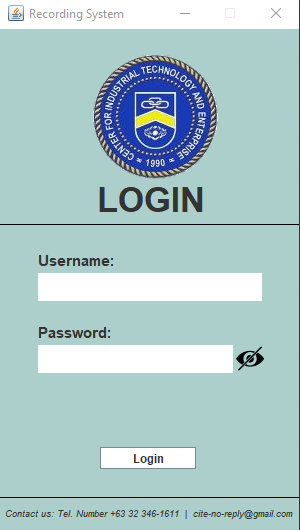 Recording System
CENTER FOR INDUSTRIAL TECHNOLOGY AND ENTERPRISE
1990
LOGIN
Username:
Password:
Login
Contact us: Tel. Number +63 32 346-1611 | cite-no-reply@gmail.com